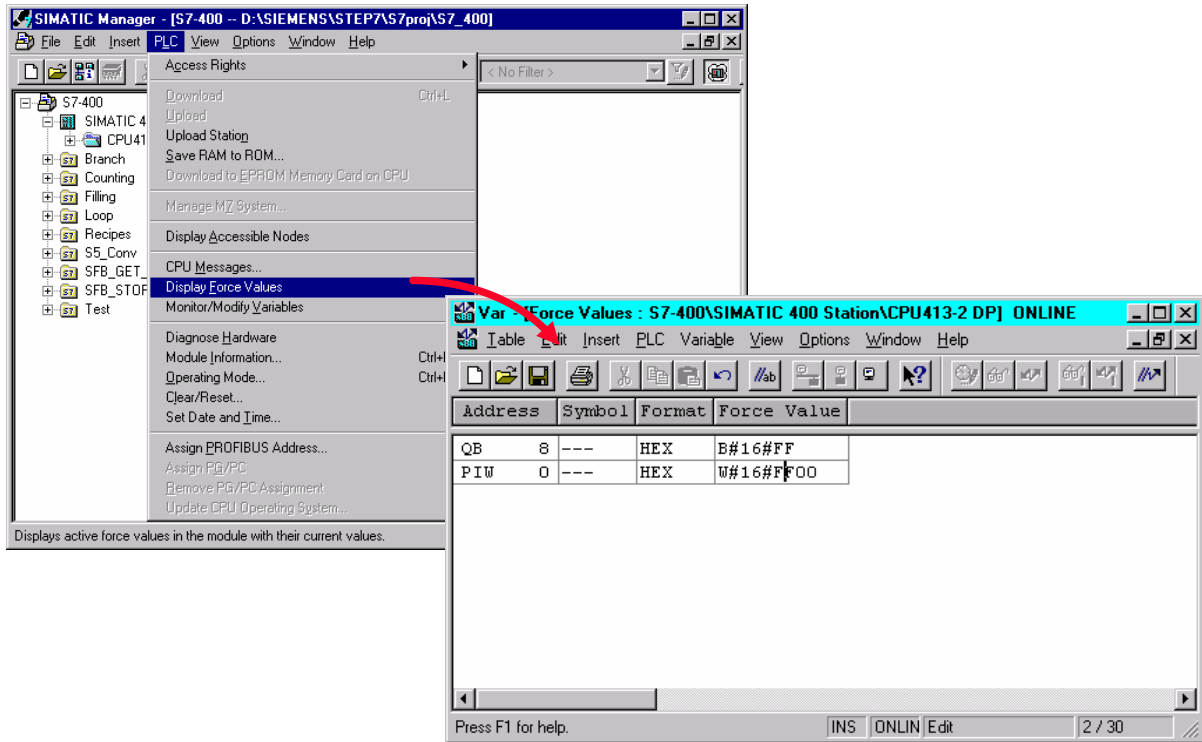 SIMATIC Manager - [S7-400 -- D:\SIEMENS\STEP7\S7proj\S7_400]
File Edit Insert PLC View Options Window Help
< No Filter >
Access Rights
Download Ctrl+L
Upload
Upload Station
Save RAM to ROM...
Download to EPROM Memory Card on CPU
Manage M7 System...
Display Accessible Nodes
CPU Messages...
Display Force Values
Monitor/Modify Variables
Diagnose Hardware
Module Information... Ctrl+I
Operating Mode... Ctrl+I
Clear/Reset...
Set Date and Time...
Assign PROFIBUS Address...
Assign PG/PC
Remove PG/PC Assignment
Update CPU Operating System...
S7-400
SIMATIC 4
CPU41
Branch
Counting
Filling
Loop
Recipes
S5_Conv
SFB_GET_
SFB_STOP
Test
Displays active force values in the module with their current values.
Var - [Force Values : S7-400\SIMATIC 400 Station\CPU413-2 DP] ONLINE
Table Edit Insert PLC Variable View Options Window Help
Address Symbol Format Force Value
QB 8 --- HEX B#16#FF
PIW 0 --- HEX W#16#FF00
Press F1 for help. INS ONLIN Edit 2 / 30